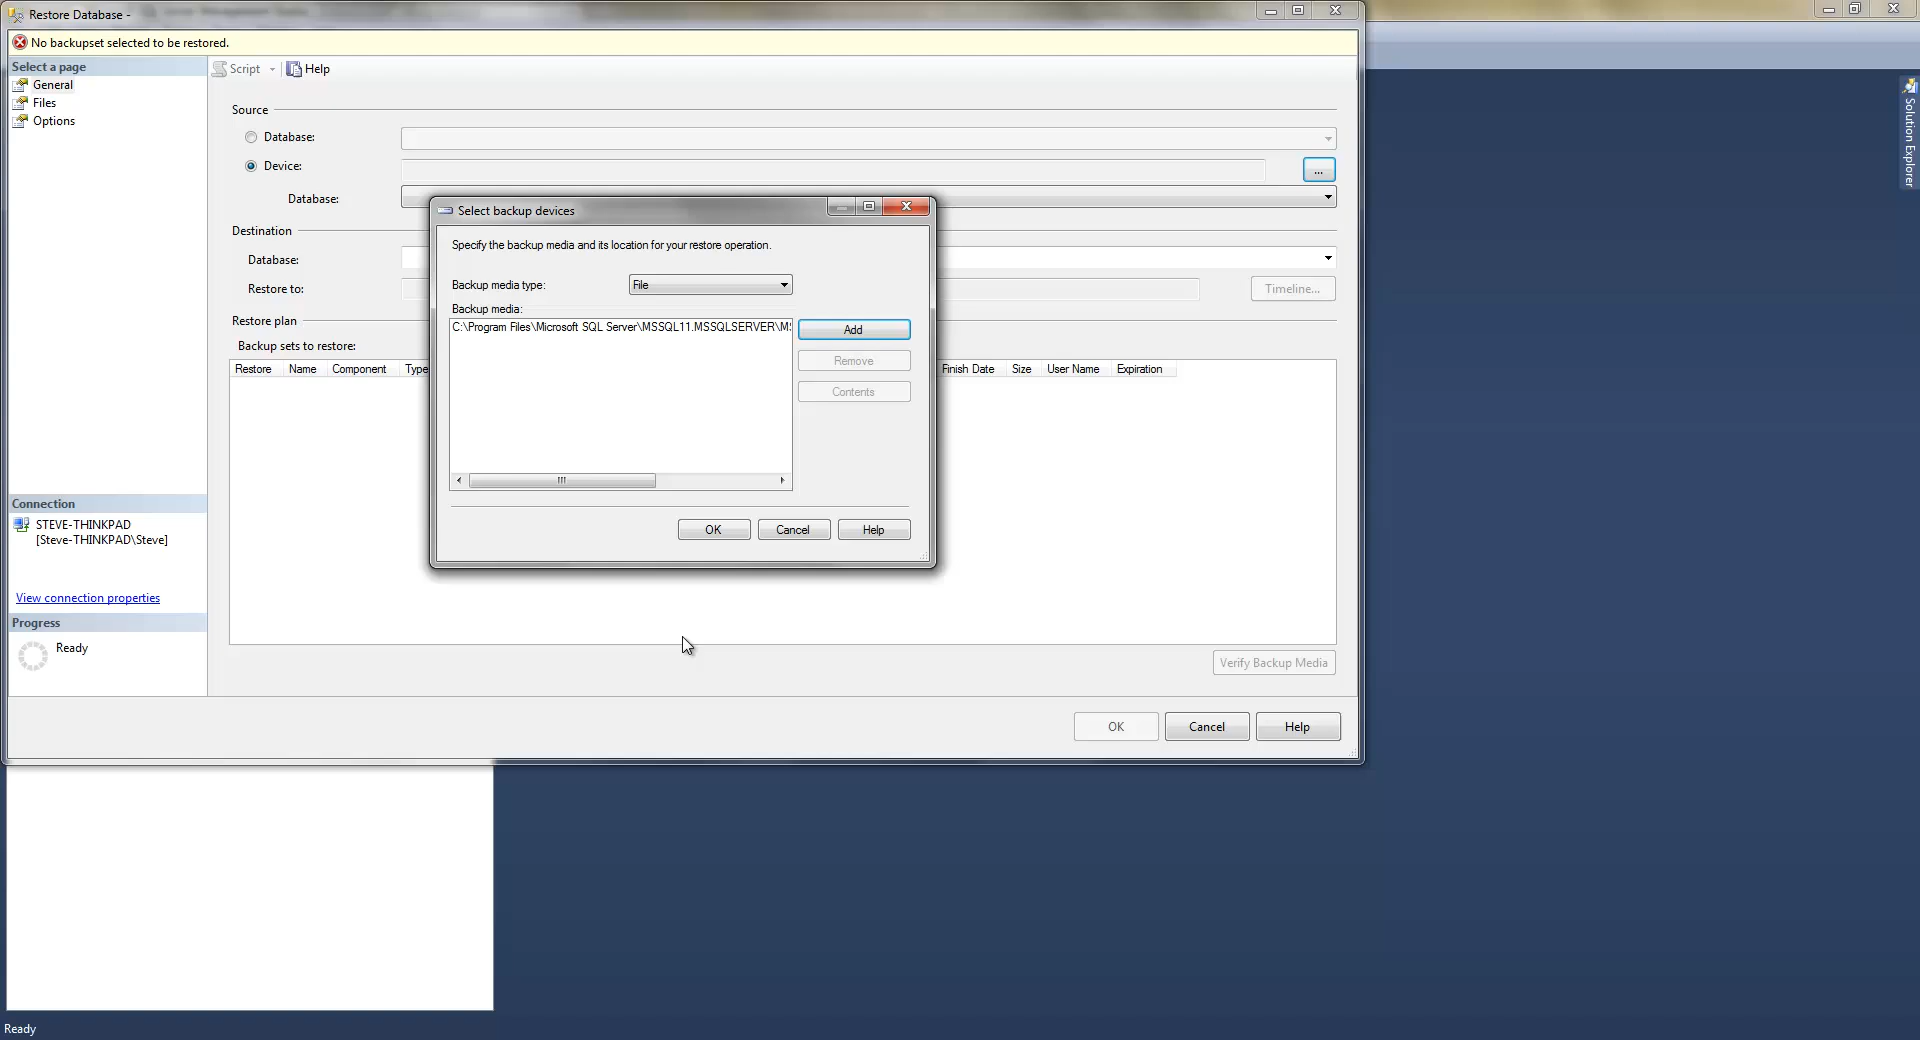 Restore Database -
No backupset selected to be restored.
Select a page
General
Files
Options
Script
Help
Source
Database:
Device:
...
Database:
Destination
Database:
Restore to:
Timeline...
Restore plan
Backup sets to restore:
Restore Name Component Type Finish Date Size User Name Expiration
Select backup devices
Specify the backup media and its location for your restore operation.
Backup media type:
File
Backup media:
C:\Program Files\Microsoft SQL Server\MSSQL11.MSSQLSERVER\M
Add
Remove
Contents
OK Cancel Help
Connection
STEVE-THINKPAD
[Steve-THINKPAD\Steve]
View connection properties
Progress
Ready
Verify Backup Media
OK Cancel Help
Solution Explorer
Ready